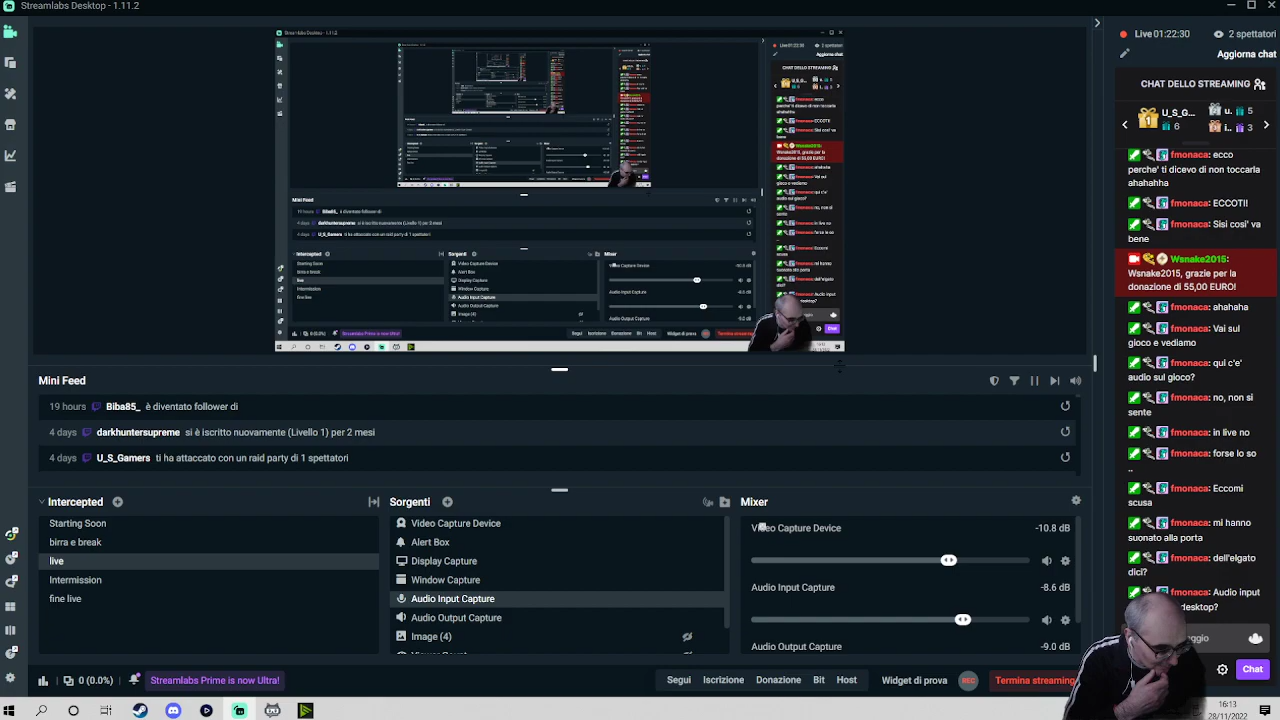 Streamlabs Desktop - 1.11.2
Live 01:22:30
2 spettatori
Aggiorna chat
CHAT DELLO STREAMING
U S G...
6
3
fmonaca: ecco
perche' ti dicevo di non
ahahahha
fmonaca: ECCO!!!
fmonaca: Sisi cosi' va
bene
Wsnake2015:
Wsnake2015, grazie per la
donazione di 55,00 EURO!
fmonaca: ahahaha
fmonaca: Vai sul
gioco e vediamo
fmonaca: qui c'e'
audio sul gioco?
fmonaca: no, non si
sente
fmonaca: in live no
fmonaca: forse lo so
..
fmonaca: Eccomi
scusa
fmonaca: mi hanno
suonato alla porta
fmonaca: dell'elgato
dici?
fmonaca: Audio input
desktop?
Chat
Mini Feed
19 hours Biba85_ è diventato follower di
4 days darkhuntersupreme si è iscritto nuovamente (Livello 1) per 2 mesi
4 days U_S_Gamers ti ha attaccato con un raid party di 1 spettatori
Intercepted
Starting Soon
birra e break
live
Intermission
fine live
Sorgenti
Video Capture Device
Alert Box
Display Capture
Window Capture
Audio Input Capture
Audio Output Capture
Image (4)
Mixer
Video Capture Device -10.8 dB
Audio Input Capture -8.6 dB
Audio Output Capture -9.0 dB
0 (0.0%)
Streamlabs Prime is now Ultra!
Segui
Iscrizione
Donazione
Bit
Host
Widget di prova
REC
Termina streaming
16:13
28/11/2022